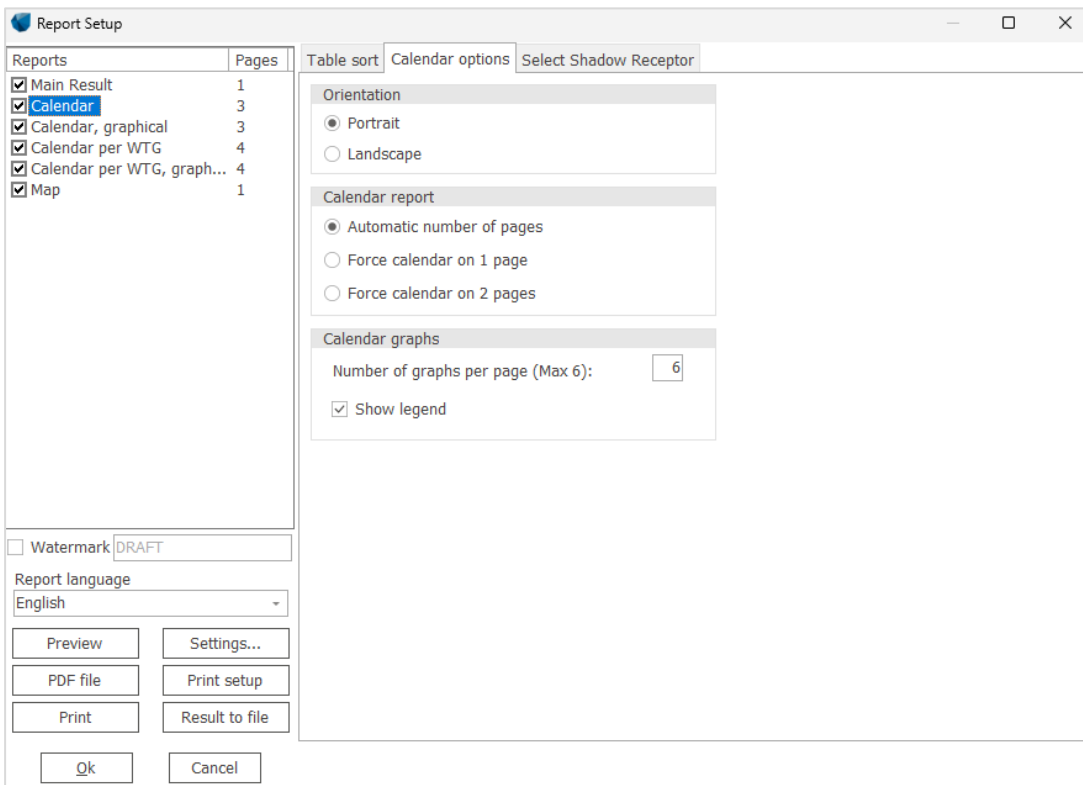 Report Setup
Reports Pages
Main Result 1
Calendar 3
Calendar, graphical 3
Calendar per WTG 4
Calendar per WTG, graph... 4
Map 1
Watermark DRAFT
Report language
English
Preview Settings...
PDF file Print setup
Print Result to file
Ok Cancel
Table sort Calendar options Select Shadow Receptor
Orientation
Portrait
Landscape
Calendar report
Automatic number of pages
Force calendar on 1 page
Force calendar on 2 pages
Calendar graphs
Number of graphs per page (Max 6): 6
Show legend